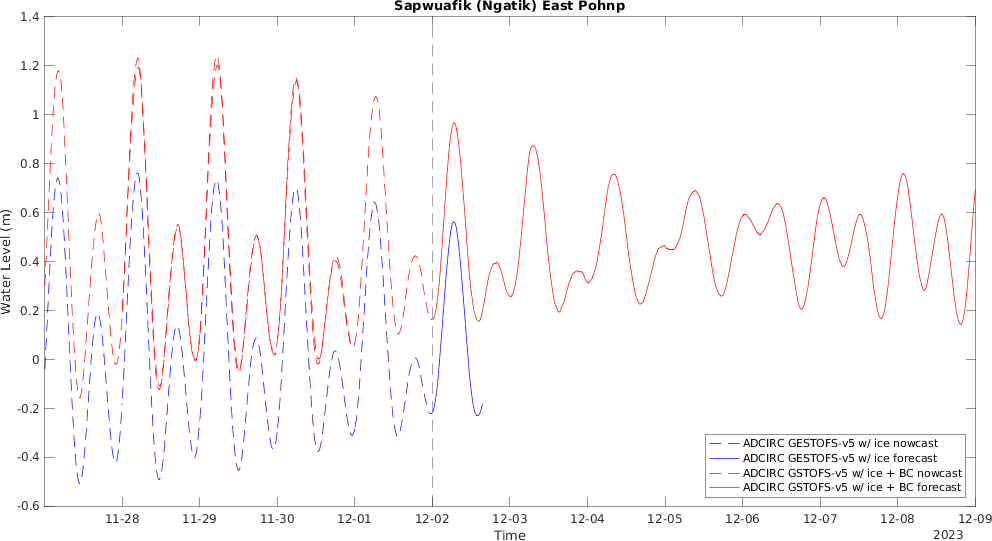 Sapwuafik (Ngatik) East Pohnp
Water Level (m)
1.4
1.2
1
0.8
0.6
0.4
0.2
0
-0.2
-0.4
-0.6
ADCIRC GESTOFS-v5 w/ ice nowcast
ADCIRC GESTOFS-v5 w/ ice forecast
ADCIRC GSTOFS-v5 w/ ice + BC nowcast
ADCIRC GSTOFS-v5 w/ ice + BC forecast
11-28 11-29 11-30 12-01 12-02 12-03 12-04 12-05 12-06 12-07 12-08 12-09
Time
2023